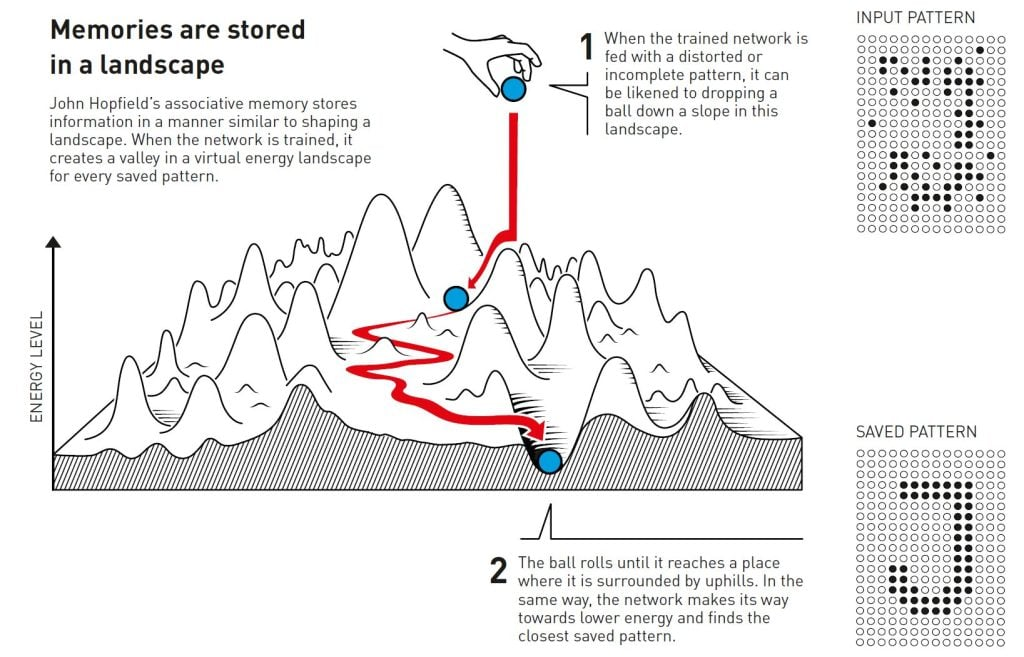 Memories are stored
in a landscape
John Hopfield’s associative memory stores
information in a manner similar to shaping a
landscape. When the network is trained, it
creates a valley in a virtual energy landscape
for every saved pattern.
1
When the trained network is
fed with a distorted or
incomplete pattern, it can
be likened to dropping a
ball down a slope in this
landscape.
INPUT PATTERN
ENERGY LEVEL
SAVED PATTERN
2
The ball rolls until it reaches a place
where it is surrounded by uphills. In the
same way, the network makes its way
towards lower energy and finds the
closest saved pattern.